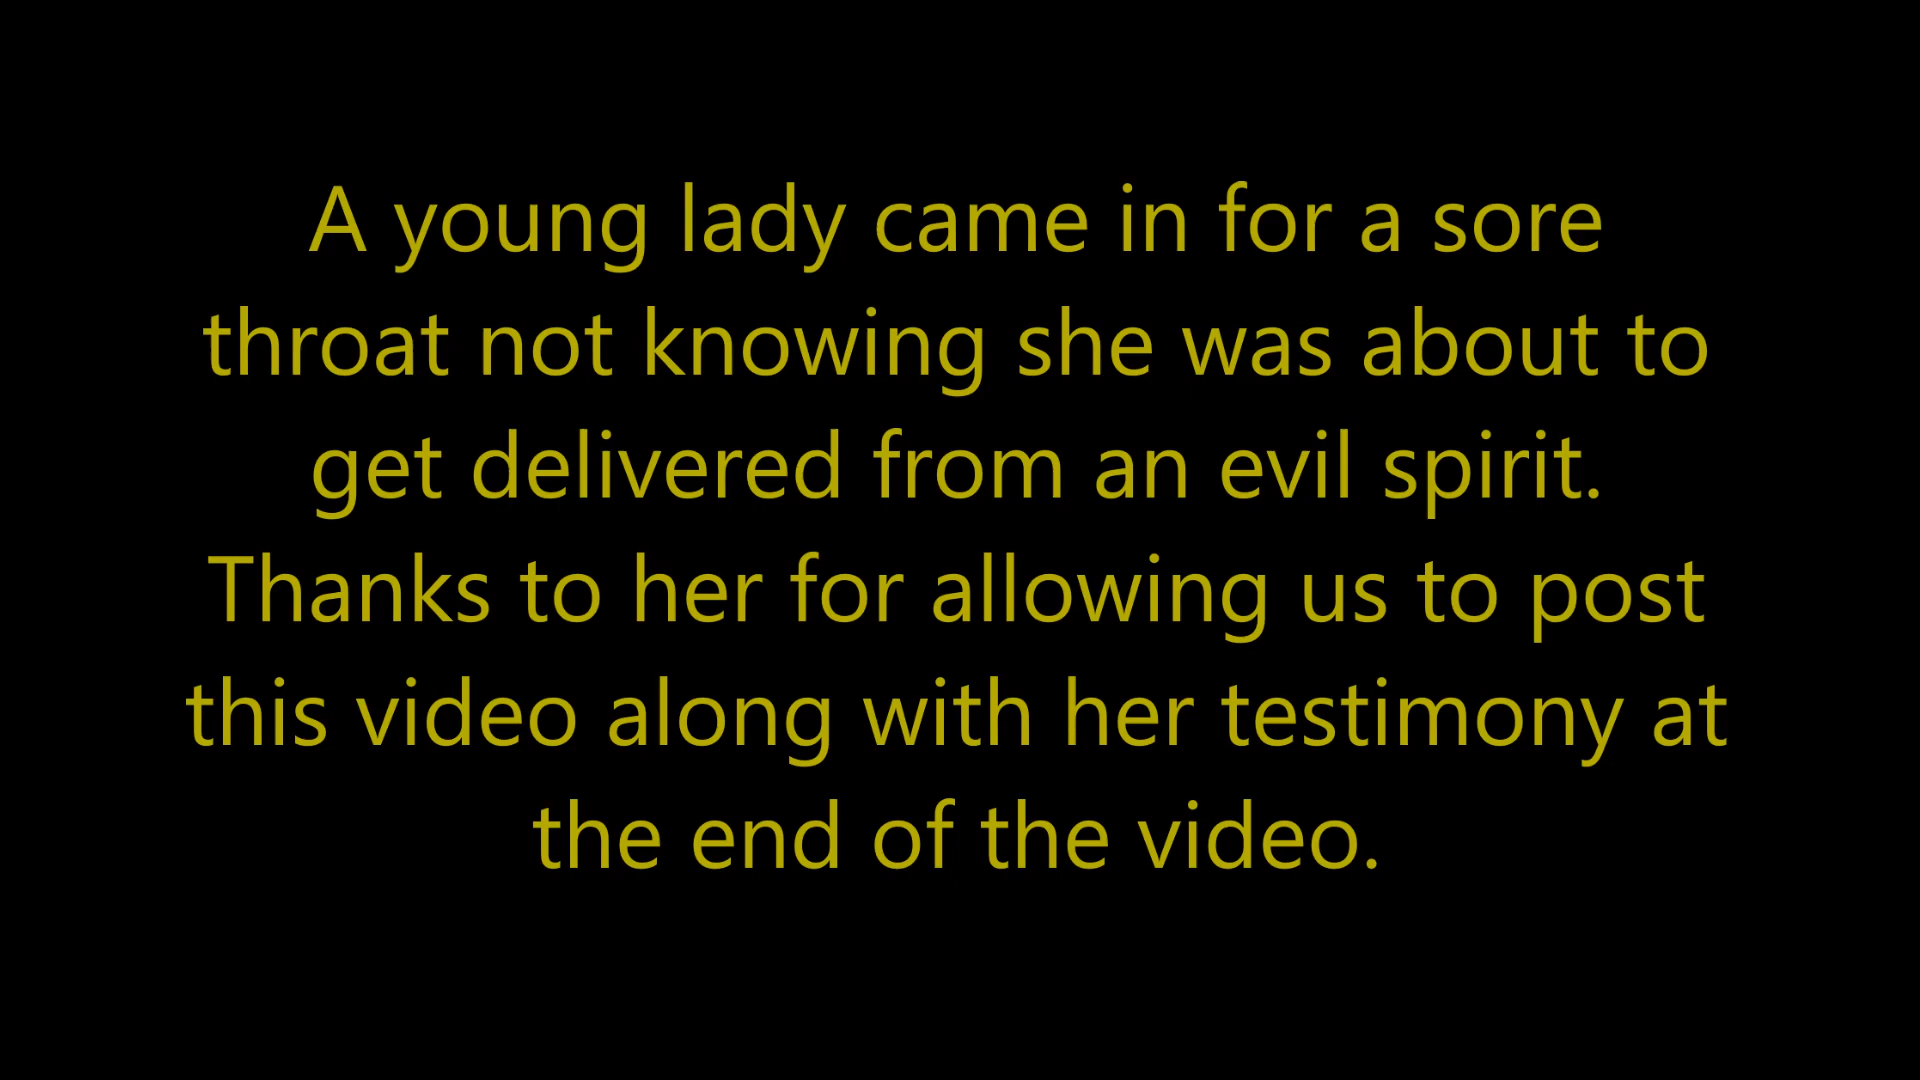 A young lady came in for a sore
throat not knowing she was about to
get delivered from an evil spirit.
Thanks to her for allowing us to post
this video along with her testimony at
the end of the video.